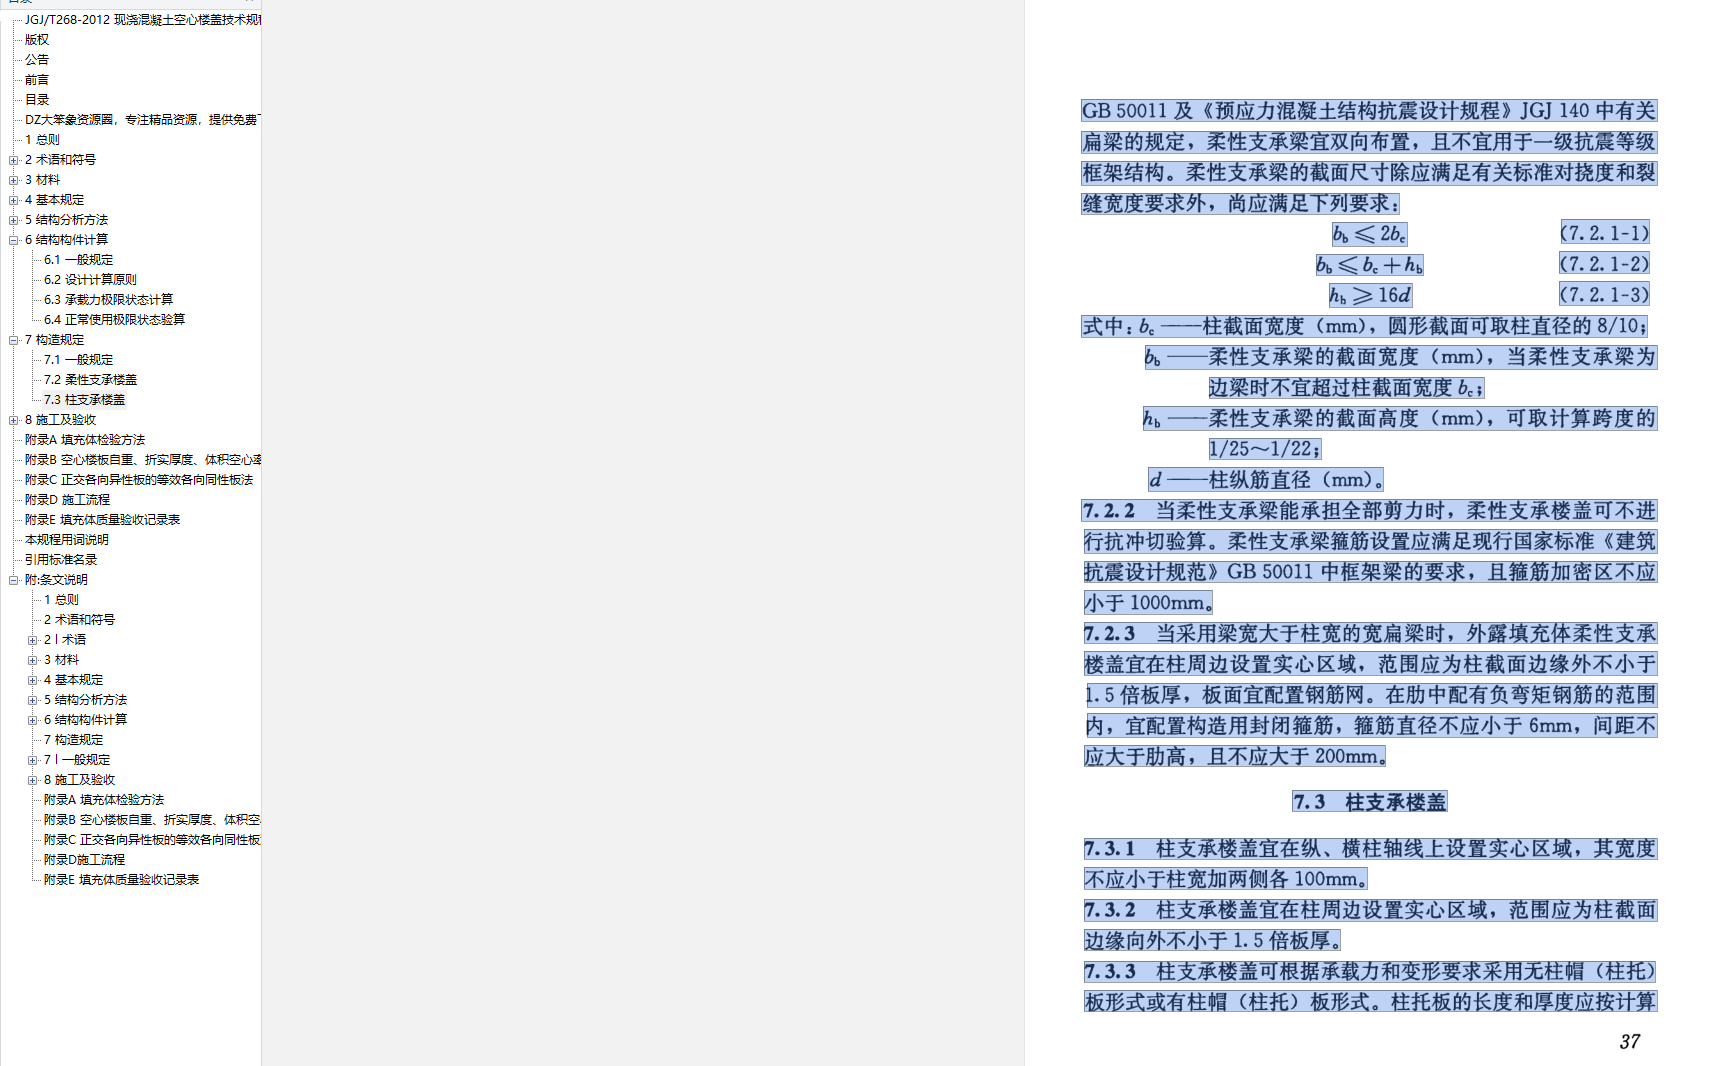 JGJ/T268-2012 现浇混凝土空心楼盖技术规程
版权
公告
前言
目录
DZ大笨象资源圈，专注精品资源，提供免费下
1 总则
2 术语和符号
3 材料
4 基本规定
5 结构分析方法
6 结构构件计算
6.1 一般规定
6.2 设计计算原则
6.3 承载力极限状态计算
6.4 正常使用极限状态验算
7 构造规定
7.1 一般规定
7.2 柔性支承楼盖
7.3 柱支承楼盖
8 施工及验收
附录A 填充体检验方法
附录B 空心楼板自重、折实厚度、体积空心率
附录C 正交各向异性板的等效各向同性板法
附录D 施工流程
附录E 填充体质量验收记录表
本规程用词说明
引用标准名录
附:条文说明
1 总则
2 术语和符号
2 l 术语
3 材料
4 基本规定
5 结构分析方法
6 结构构件计算
7 构造规定
7 l 一般规定
8 施工及验收
附录A 填充体检验方法
附录B 空心楼板自重、折实厚度、体积空
附录C 正交各向异性板的等效各向同性板
附录D施工流程
附录E 填充体质量验收记录表
GB 50011 及《预应力混凝土结构抗震设计规程》JGJ 140 中有关
扁梁的规定，柔性支承梁宜双向布置，且不宜用于一级抗震等级
框架结构。柔性支承梁的截面尺寸除应满足有关标准对挠度和裂
缝宽度要求外，尚应满足下列要求：
b_b ≤ 2b_c (7.2.1-1)
b_b ≤ b_c + h_b (7.2.1-2)
h_b ≥ 16d (7.2.1-3)
式中：b_c ——柱截面宽度（mm），圆形截面可取柱直径的 8/10；
b_b ——柔性支承梁的截面宽度（mm），当柔性支承梁为
边梁时不宜超过柱截面宽度 b_c；
h_b ——柔性支承梁的截面高度（mm），可取计算跨度的
1/25～1/22；
d ——柱纵筋直径（mm）。
7.2.2 当柔性支承梁能承担全部剪力时，柔性支承楼盖可不进
行抗冲切验算。柔性支承梁箍筋设置应满足现行国家标准《建筑
抗震设计规范》GB 50011 中框架梁的要求，且箍筋加密区不应
小于 1000mm。
7.2.3 当采用梁宽大于柱宽的宽扁梁时，外露填充体柔性支承
楼盖宜在柱周边设置实心区域，范围应为柱截面边缘外不小于
1.5 倍板厚，板面宜配置钢筋网。在肋中配有负弯矩钢筋的范围
内，宜配置构造用封闭箍筋，箍筋直径不应小于 6mm，间距不
应大于肋高，且不应大于 200mm。
7.3 柱支承楼盖
7.3.1 柱支承楼盖宜在纵、横柱轴线上设置实心区域，其宽度
不应小于柱宽加两侧各 100mm。
7.3.2 柱支承楼盖宜在柱周边设置实心区域，范围应为柱截面
边缘向外不小于 1.5 倍板厚。
7.3.3 柱支承楼盖可根据承载力和变形要求采用无柱帽（柱托）
板形式或有柱帽（柱托）板形式。柱托板的长度和厚度应按计算
37